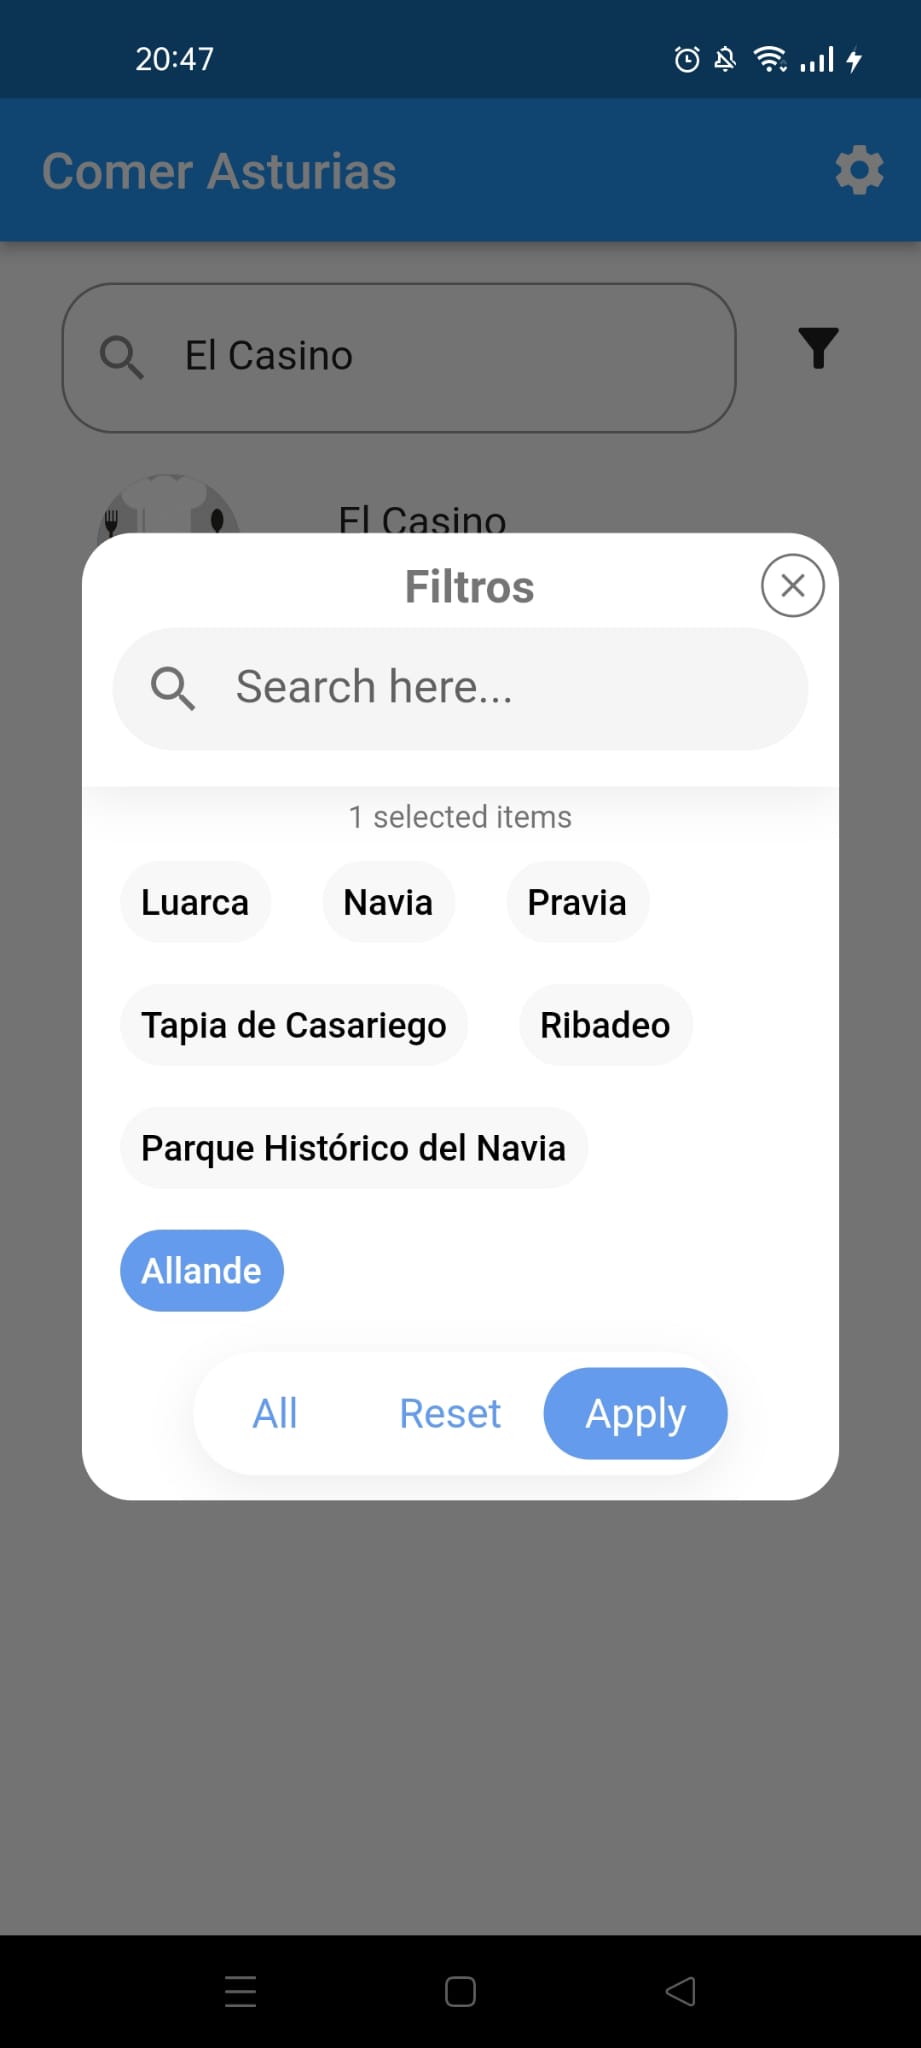 20:47
Comer Asturias
El Casino
El Casino
Filtros
Search here...
1 selected items
Luarca Navia Pravia
Tapia de Casariego Ribadeo
Parque Histórico del Navia
Allande
All Reset Apply